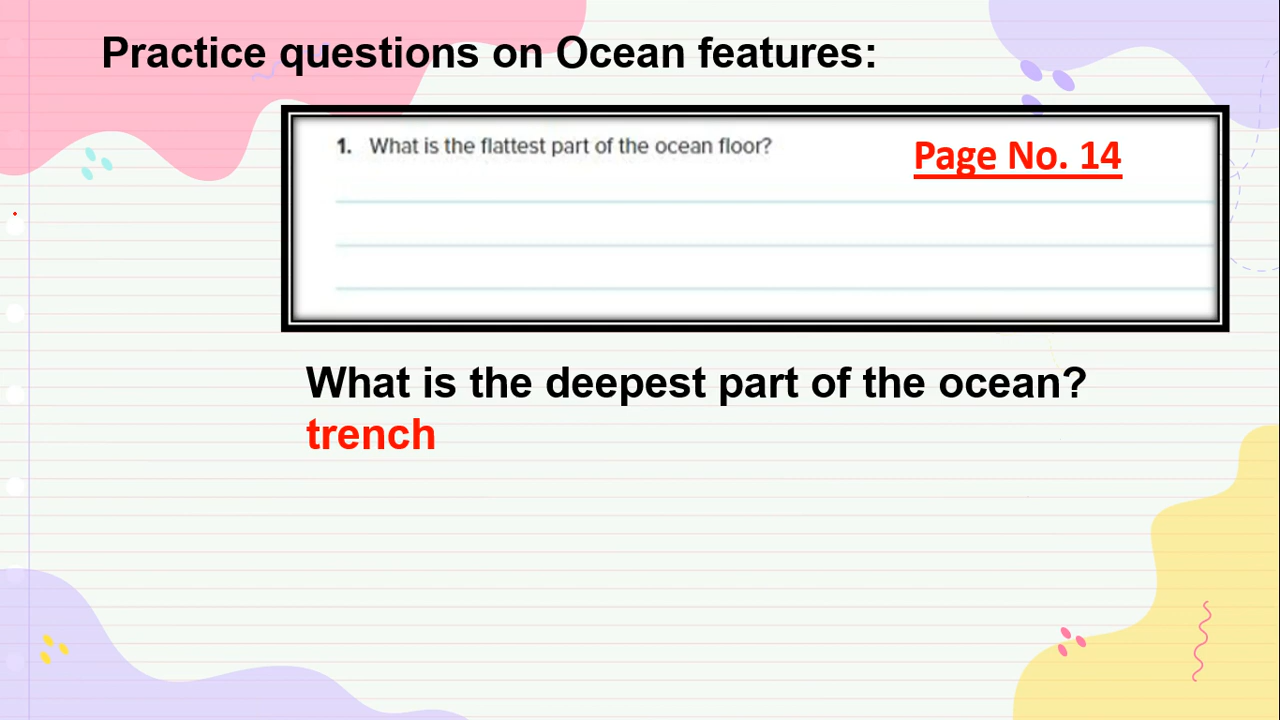 Practice questions on Ocean features:
1. What is the flattest part of the ocean floor?
Page No. 14
What is the deepest part of the ocean?
trench